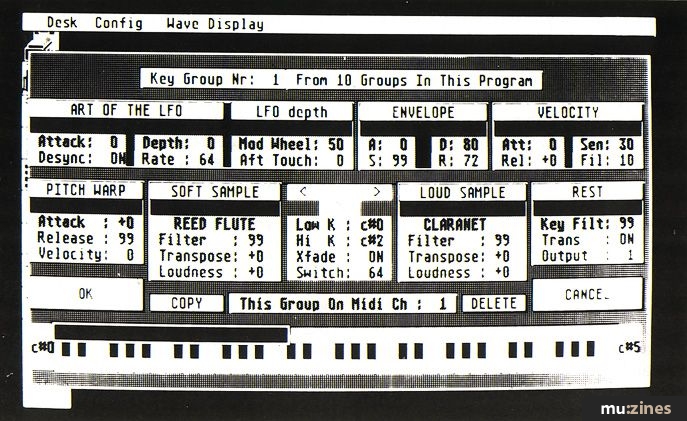 Desk Config Wave Display
Key Group Nr: 1 From 10 Groups In This Program
ART OF THE LFO
Attack: 0 Depth: 0
Desync: ON Rate : 64
LFO depth
Mod Wheel: 50
Aft Touch: 0
ENVELOPE
A: 0 D: 80
S: 99 R: 72
VELOCITY
Att: 0 Sen: 30
Rel: +0 Fil: 10
PITCH WARP
Attack : +0
Release : 99
Velocity: 0
SOFT SAMPLE
REED FLUTE
Filter : 99
Transpose: +0
Loudness : +0
< >
Low K : c#0
Hi K : c#2
Xfade : ON
Switch: 64
LOUD SAMPLE
CLARANET
Filter : 99
Transpose: +0
Loudness : +0
REST
Key Filt: 99
Trans : ON
Output : 1
OK
COPY
This Group On Midi Ch : 1
DELETE
CANCEL
c#0 c#5
mu:zines